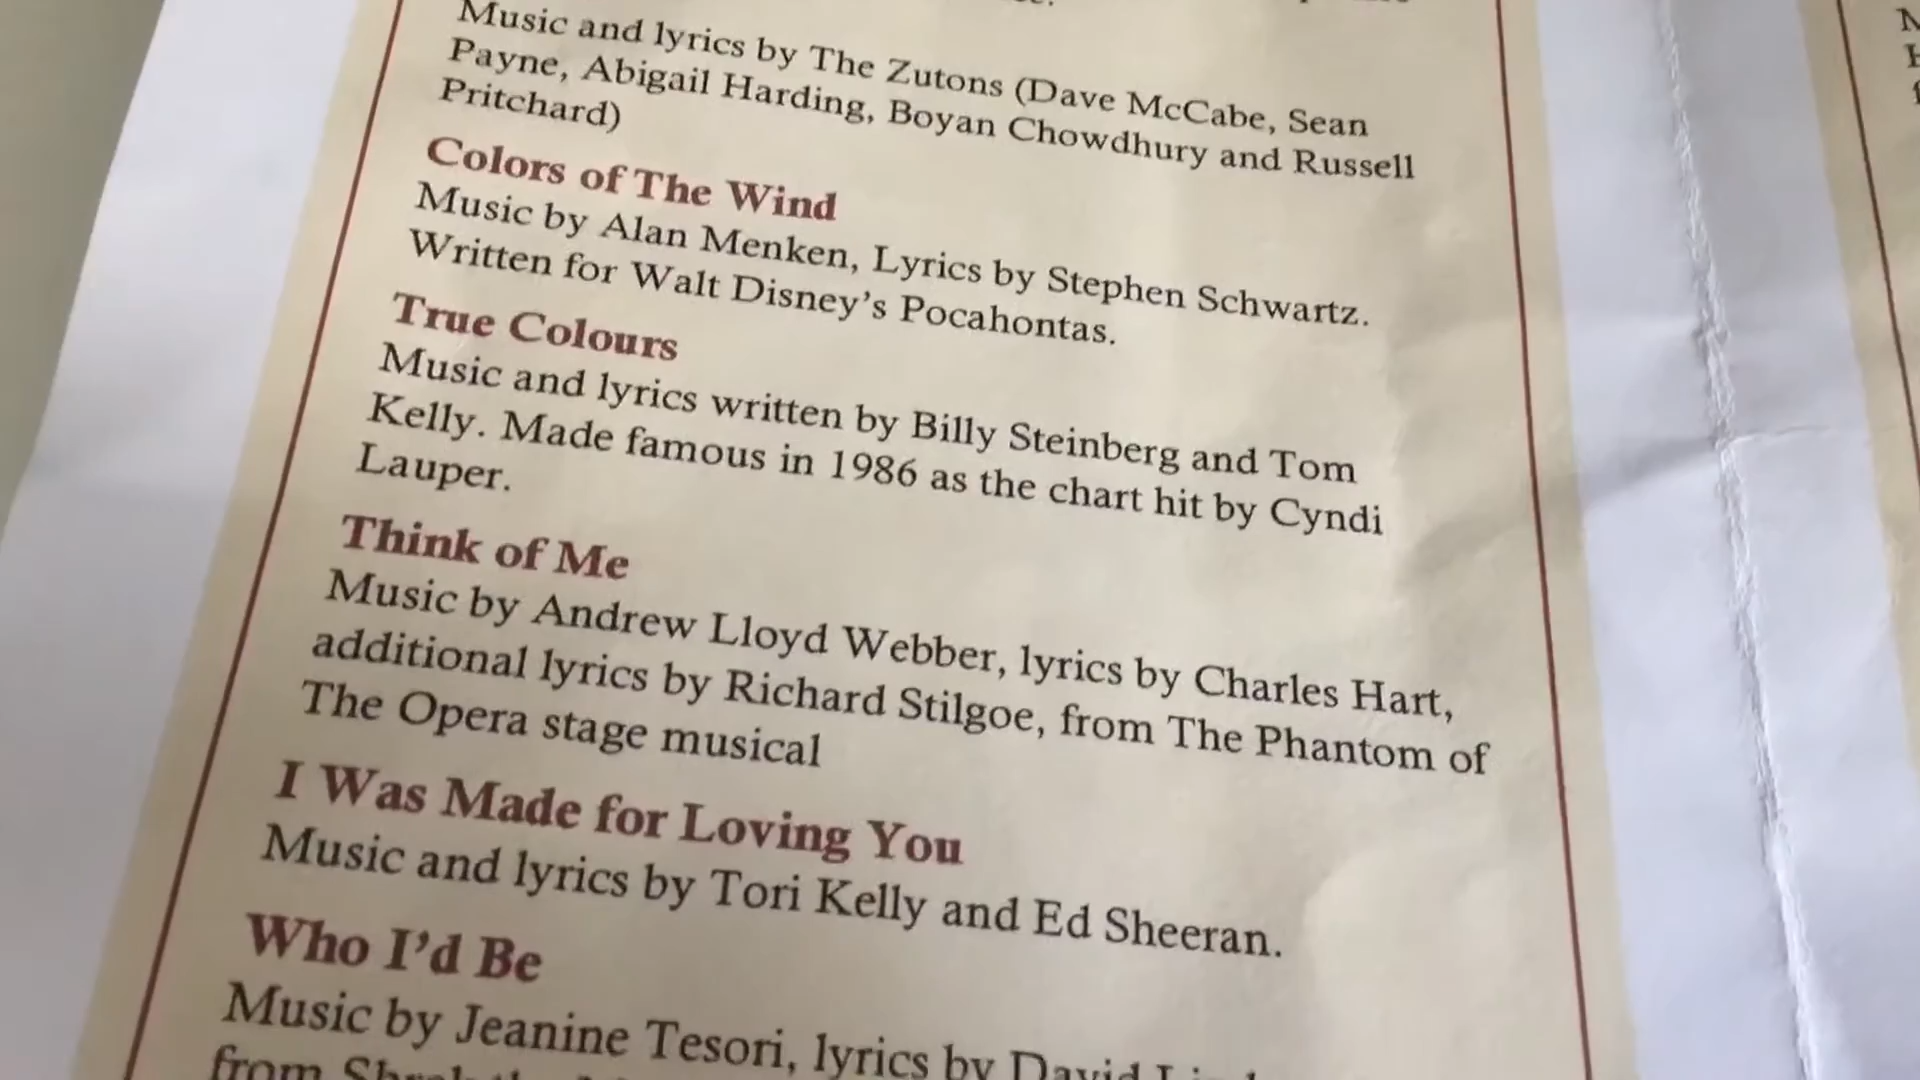 Music and lyrics by The Zutons (Dave McCabe, Sean
Payne, Abigail Harding, Boyan Chowdhury and Russell
Pritchard)
Colors of The Wind
Music by Alan Menken, Lyrics by Stephen Schwartz.
Written for Walt Disney's Pocahontas.
True Colours
Music and lyrics written by Billy Steinberg and Tom
Kelly. Made famous in 1986 as the chart hit by Cyndi
Lauper.
Think of Me
Music by Andrew Lloyd Webber, lyrics by Charles Hart,
additional lyrics by Richard Stilgoe, from The Phantom of
The Opera stage musical
I Was Made for Loving You
Music and lyrics by Tori Kelly and Ed Sheeran.
Who I'd Be
Music by Jeanine Tesori, lyrics by David
from